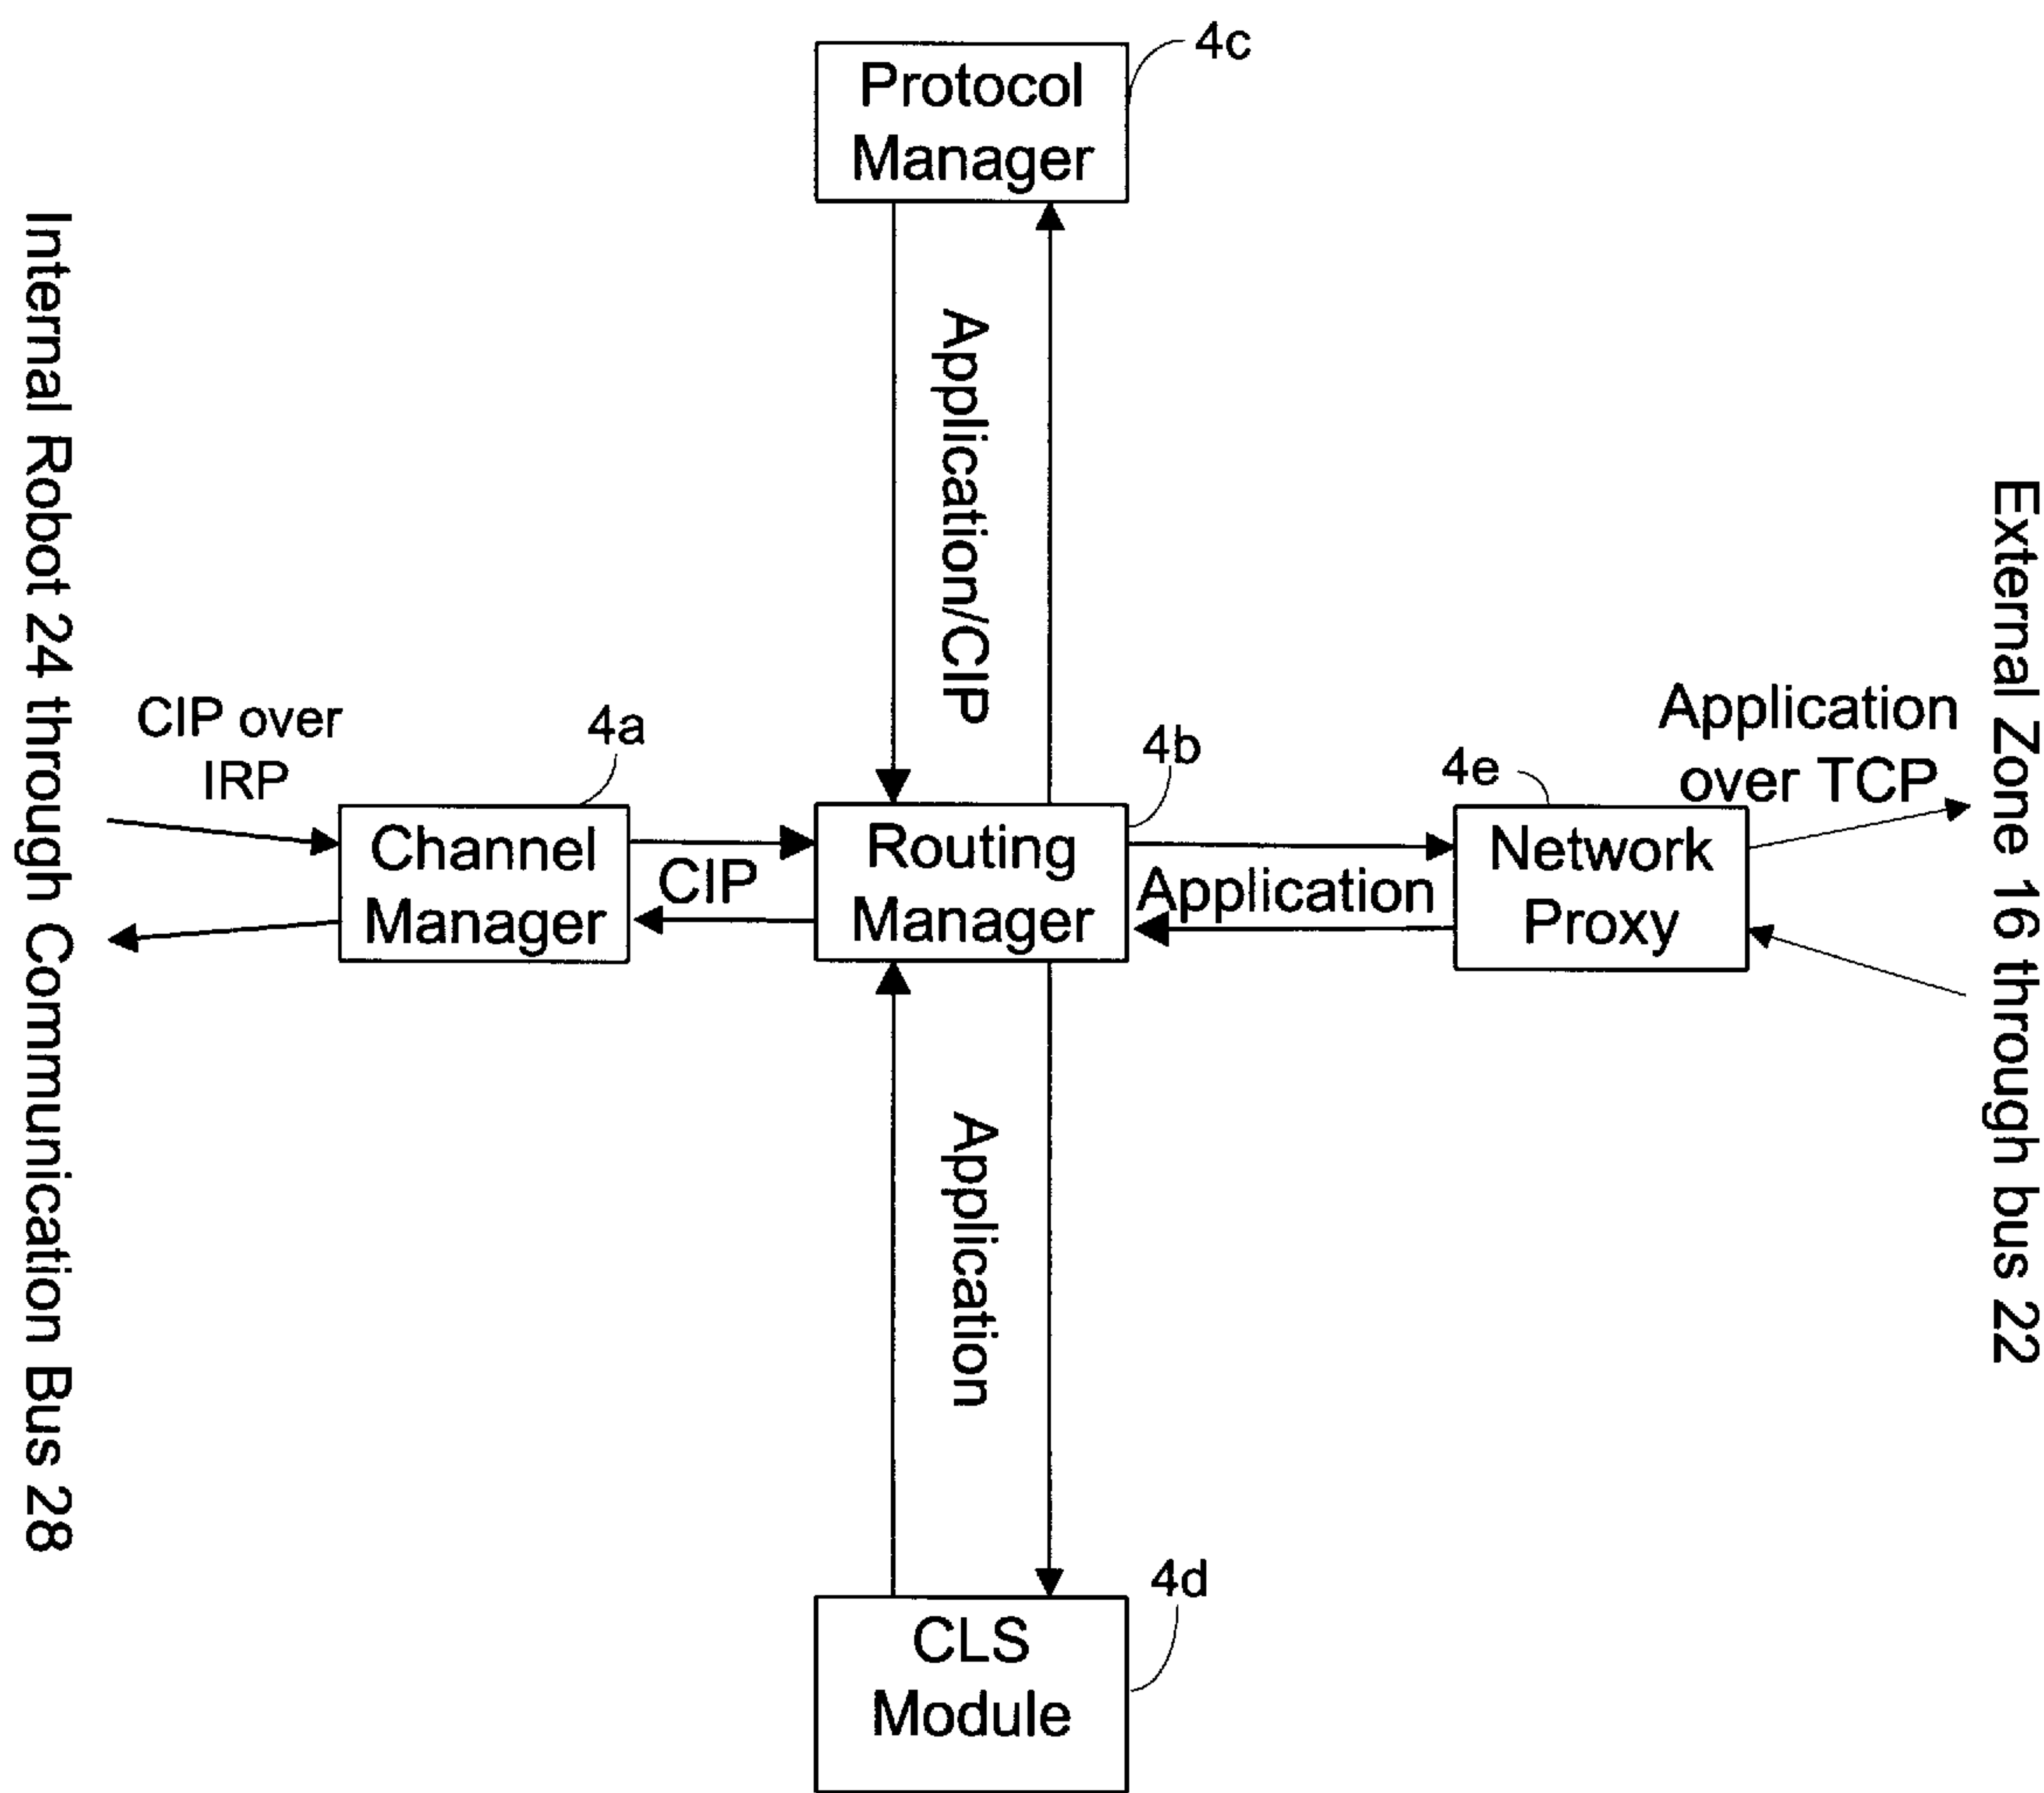 4c
Protocol
Manager
Internal Robot 24 through Communication Bus 28
External Zone 16 through bus 22
Application/CIP
CIP over
IRP
4a
4b
4e
Application
over TCP
Channel
Manager
CIP
Routing
Manager
Application
Network
Proxy
Application
4d
CLS
Module